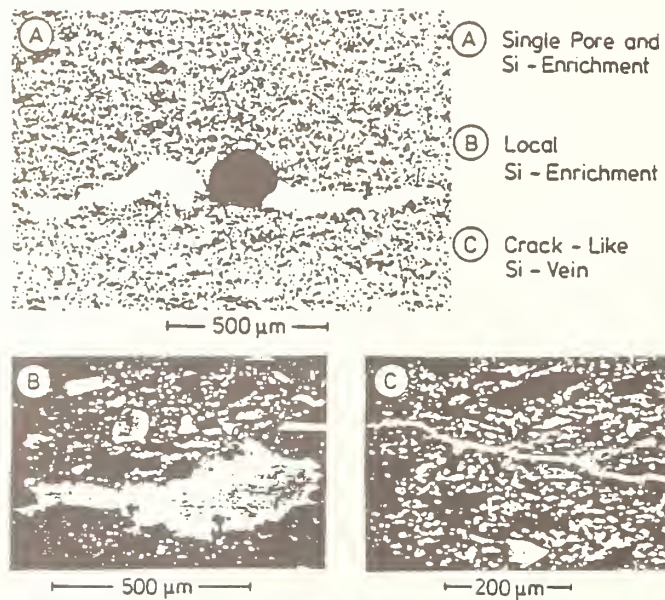 A
A Single Pore and
Si - Enrichment
B Local
Si - Enrichment
C Crack - Like
Si - Vein
500 µm
B
C
500 µm
200 µm